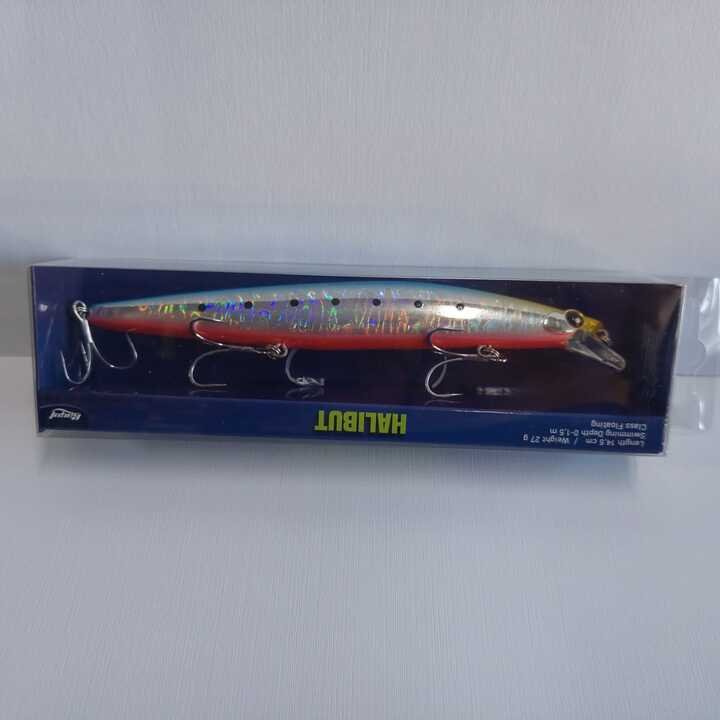 HALIBUT
Length 14,5 cm / Weight 27 g
Swimming Depth 0-1,5 m
Class Floating